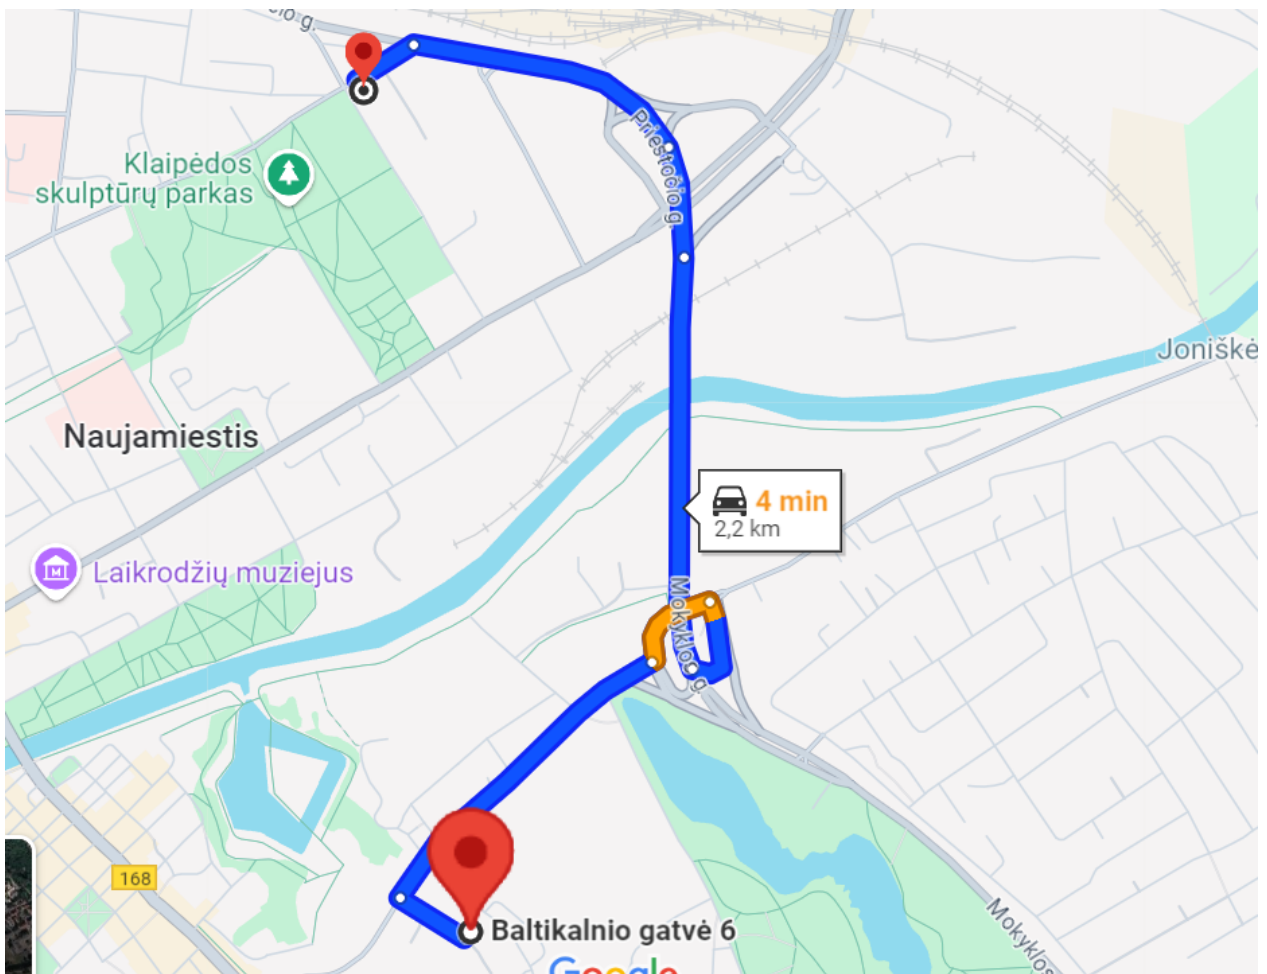 Klaipėdos
skulptūrų parkas
Priestočio g.
Joniškė
Naujamiestis
4 min
2,2 km
Laikrodžių muziejus
Mokyklos g.
168
Baltikalnio gatvė 6
Mokyklos
Google